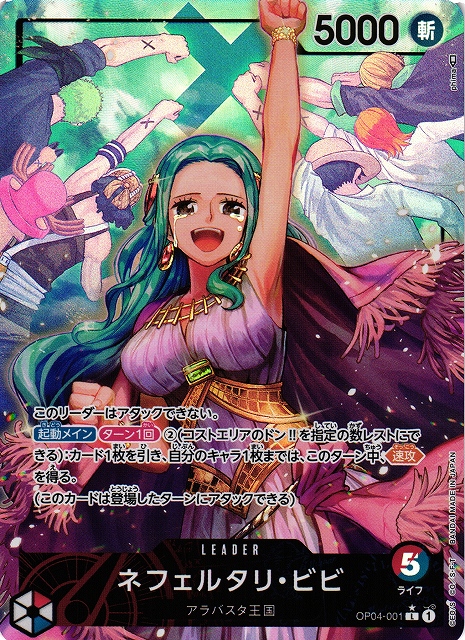 5000 斬
phima
このリーダーはアタックできない。
起動メイン ターン1回 ②(コストエリアのドン!!を指定の数レストにで
きる):カード1枚を引き、自分のキャラ1枚までは、このターン中、速攻
を得る。
(このカードは登場したターンにアタックできる)
LEADER
5
ネフェルタリ・ビビ
ライフ
アラバスタ王国
OP04-001 L 1
BANDAI MADE IN JAPAN